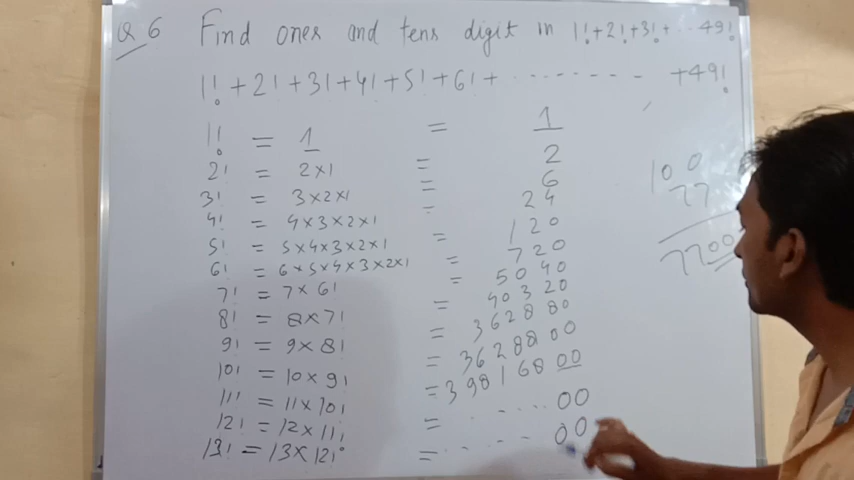 Q 6 Find ones and tens digit in 1!+2!+3!+ ... 49!
1! + 2! + 3! + 4! + 5! + 6! + ............ + 49!
1! = 1 = 1
2! = 2×1 = 2
3! = 3×2×1 = 6
4! = 4×3×2×1 = 24
5! = 5×4×3×2×1 = 120
6! = 6×5×4×3×2×1 = 720
7! = 7×6! = 5040
8! = 8×7! = 40320
9! = 9×8! = 362880
10! = 10×9! = 3628800
11! = 11×10! = 39816800
12! = 12×11! = ...... 00
13! = 13×12! = ...... 00
100
77
7700